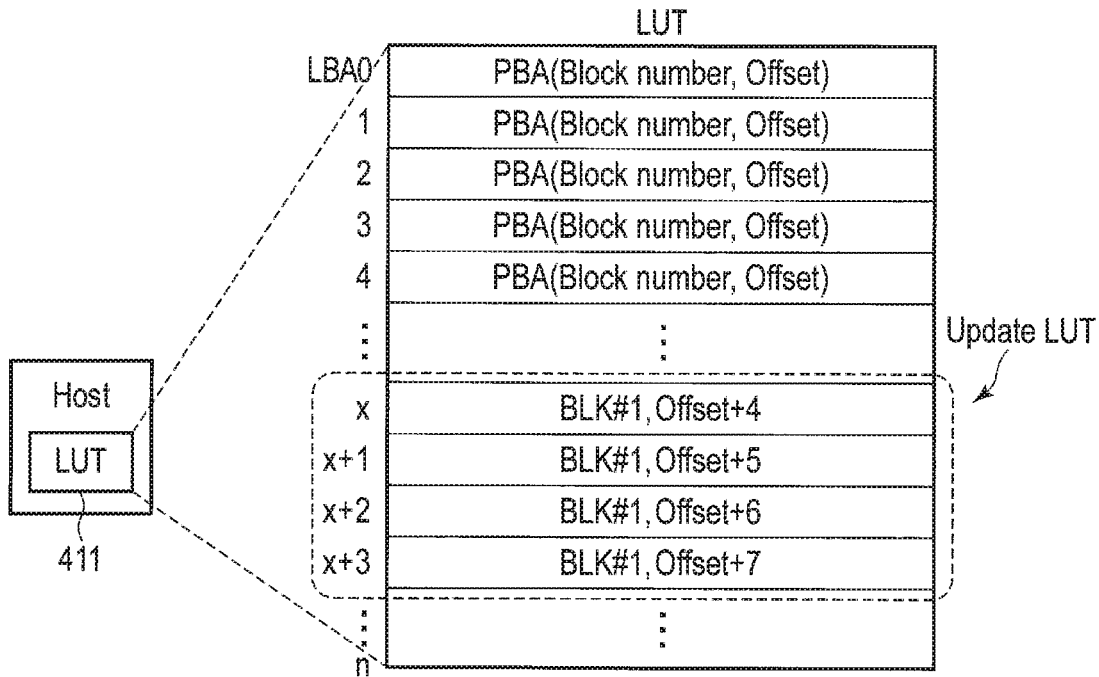 LUT
LBA0 PBA(Block number, Offset)
1 PBA(Block number, Offset)
2 PBA(Block number, Offset)
3 PBA(Block number, Offset)
4 PBA(Block number, Offset)
Update LUT
Host
LUT
411
x BLK#1,Offset+4
x+1 BLK#1,Offset+5
x+2 BLK#1,Offset+6
x+3 BLK#1,Offset+7
n